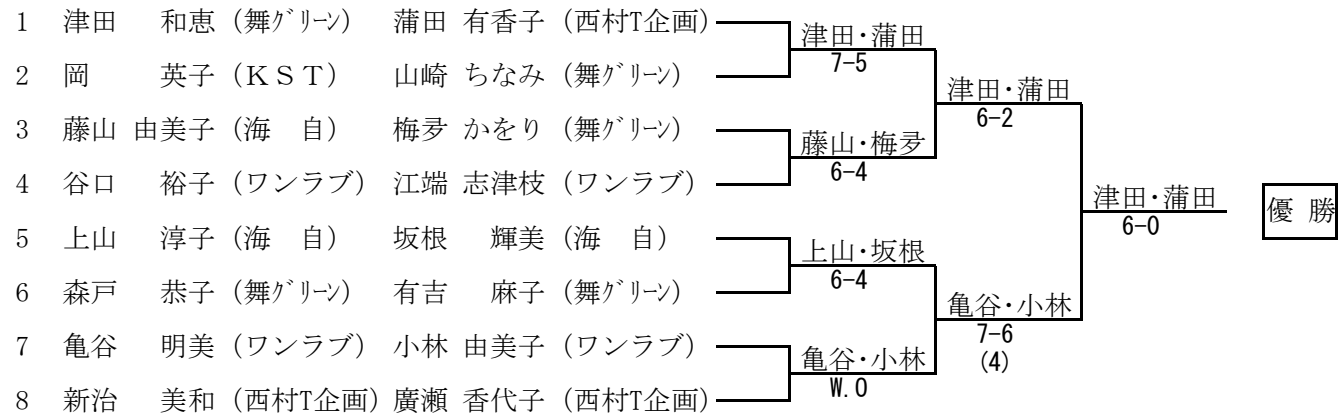 1 津田 和恵 (舞グリーン) 蒲田 有香子 (西村T企画)
津田・蒲田
7-5
2 岡 英子 (KST) 山崎 ちなみ (舞グリーン)
津田・蒲田
6-2
3 藤山 由美子 (海 自) 梅垰 かをり (舞グリーン)
藤山・梅垰
6-4
4 谷口 裕子 (ワンラブ) 江端 志津枝 (ワンラブ)
津田・蒲田
6-0
優 勝
5 上山 淳子 (海 自) 坂根 輝美 (海 自)
上山・坂根
6-4
6 森戸 恭子 (舞グリーン) 有吉 麻子 (舞グリーン)
亀谷・小林
7-6
(4)
7 亀谷 明美 (ワンラブ) 小林 由美子 (ワンラブ)
亀谷・小林
W.O
8 新治 美和 (西村T企画) 廣瀬 香代子 (西村T企画)